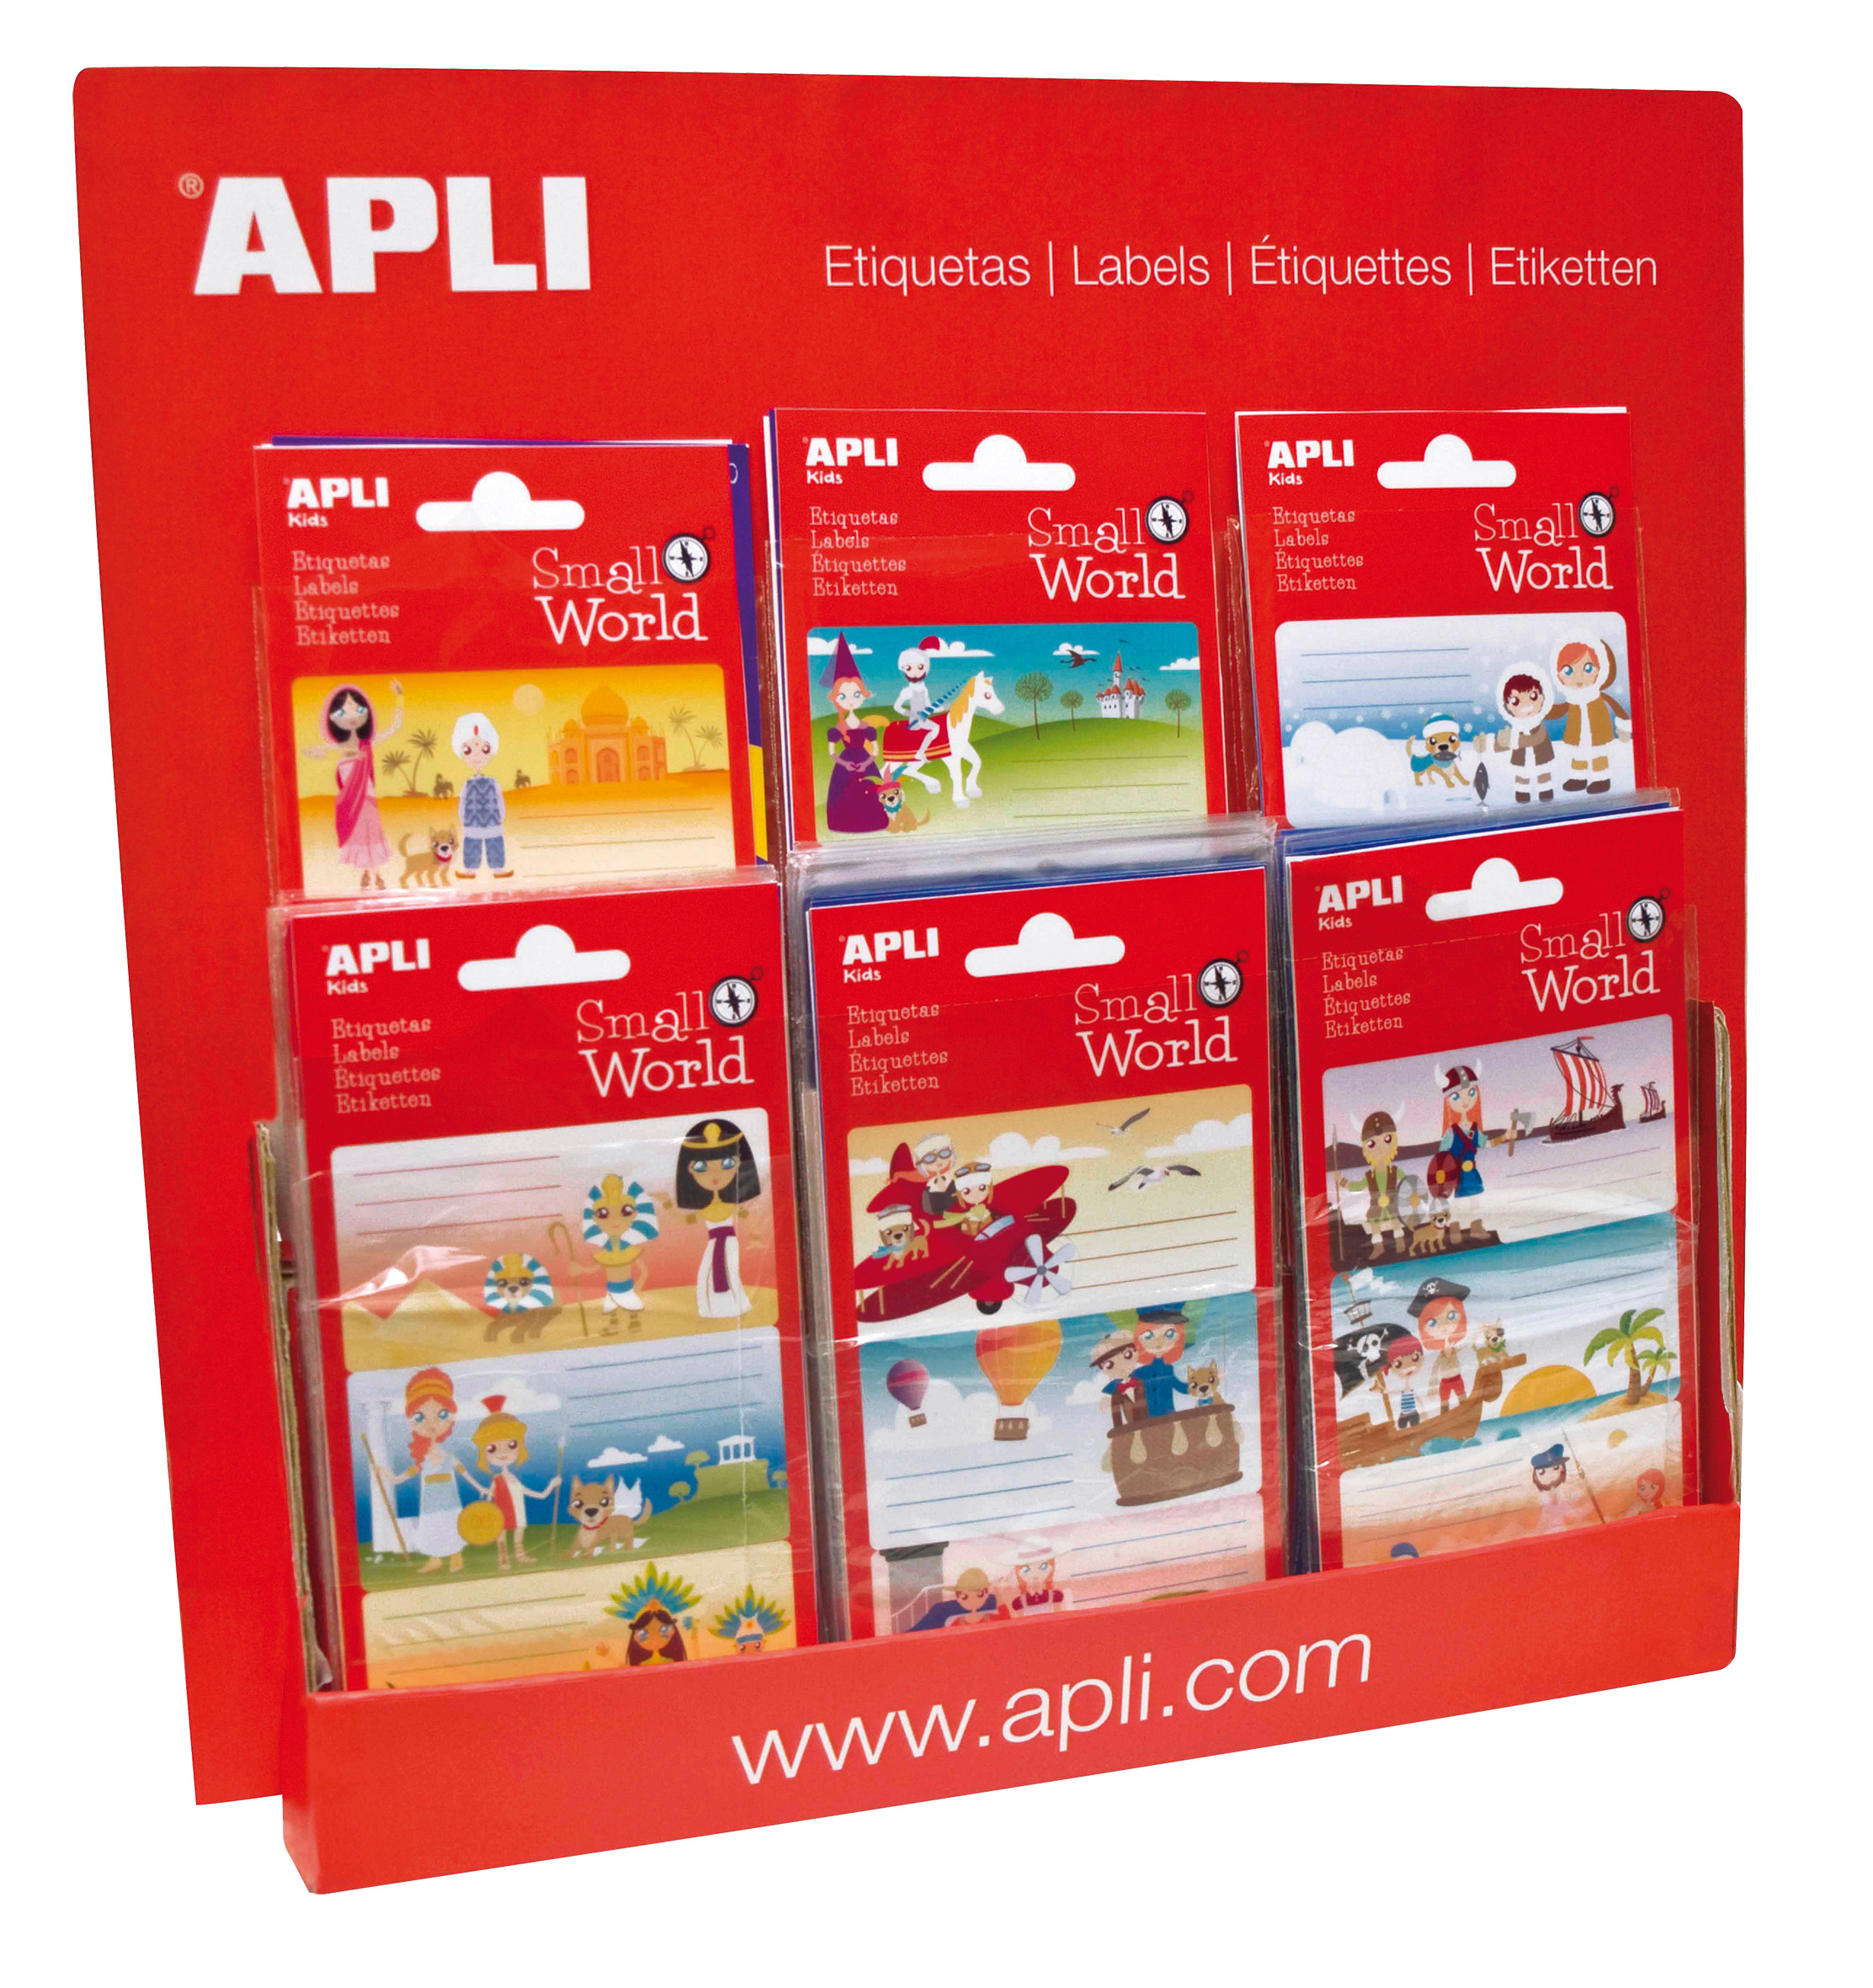 ®APLI
Etiquetas | Labels | Étiquettes | Etiketten
APLI
Kids
Etiquetas
Labels
Étiquettes
Etiketten
Small
World
APLI
Kids
Etiquetas
Labels
Étiquettes
Etiketten
Small
World
APLI
Kids
Etiquetas
Labels
Étiquettes
Etiketten
Small
World
APLI
Kids
Etiquetas
Labels
Étiquettes
Etiketten
Small
World
APLI
Kids
Etiquetas
Labels
Étiquettes
Etiketten
Small
World
APLI
Kids
Etiquetas
Labels
Étiquettes
Etiketten
Small
World
www.apli.com